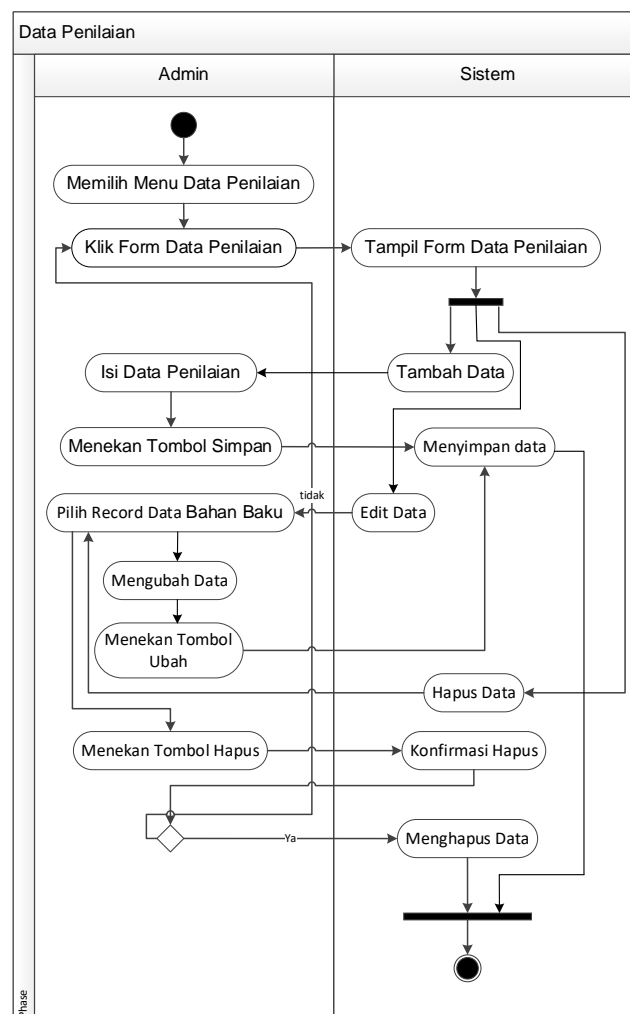 Data Penilaian
Admin
Sistem
Memilih Menu Data Penilaian
Klik Form Data Penilaian
Tampil Form Data Penilaian
Isi Data Penilaian
Tambah Data
Menekan Tombol Simpan
Menyimpan data
tidak
Pilih Record Data Bahan Baku
Edit Data
Mengubah Data
Menekan Tombol
Ubah
Hapus Data
Menekan Tombol Hapus
Konfirmasi Hapus
Ya
Menghapus Data
Phase